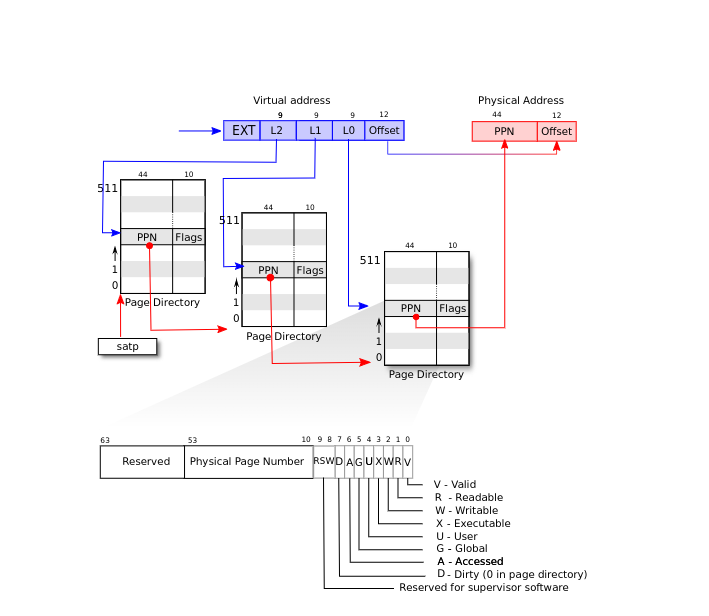 Virtual address
Physical Address
9 9 9 12
44 12
EXT L2 L1 L0 Offset
PPN Offset
44 10
511
PPN Flags
1
0
Page Directory
satp
44 10
511
PPN Flags
1
0
Page Directory
44 10
511
PPN Flags
1
0
Page Directory
63 53 10 9 8 7 6 5 4 3 2 1 0
Reserved Physical Page Number RSW D A G U X W R V
V - Valid
R - Readable
W - Writable
X - Executable
U - User
G - Global
A - Accessed
D - Dirty (0 in page directory)
Reserved for supervisor software